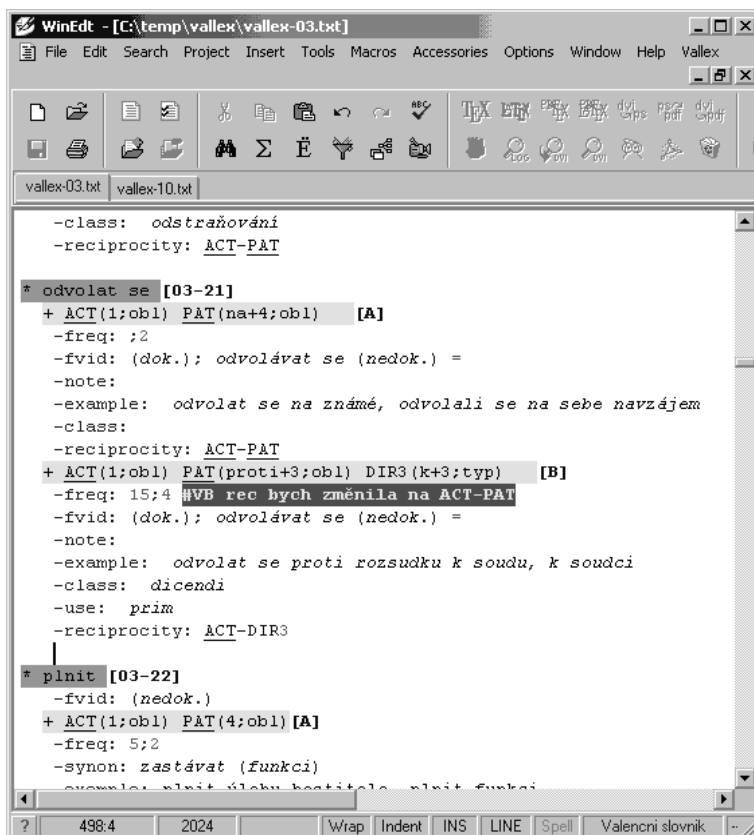 WinEdt - [C:\temp\vallex\vallex-03.txt]
File Edit Search Project Insert Tools Macros Accessories Options Window Help Vallex
vallex-03.txt vallex-10.txt
-class: odstraňování
-reciprocity: ACT-PAT
* odvolat se [03-21]
+ ACT(1;obl) PAT(na+4;obl) [A]
-freq: ;2
-fvid: (dok.); odvolávat se (nedok.) =
-note:
-example: odvolat se na známé, odvolali se na sebe navzájem
-class:
-reciprocity: ACT-PAT
+ ACT(1;obl) PAT(proti+3;obl) DIR3(k+3;typ) [B]
-freq: 15;4 #VB rec bych změnila na ACT-PAT
-fvid: (dok.); odvolávat se (nedok.) =
-note:
-example: odvolat se proti rozsudku k soudu, k soudci
-class: dicendi
-use: prim
-reciprocity: ACT-DIR3
* plnit [03-22]
-fvid: (nedok.)
+ ACT(1;obl) PAT(4;obl) [A]
-freq: 5;2
-synon: zastávat (funkci)
-example: plnit úlohu hostitele, plnit funkci
? 498:4 2024 Wrap Indent INS LINE Spell Valencni slovnik